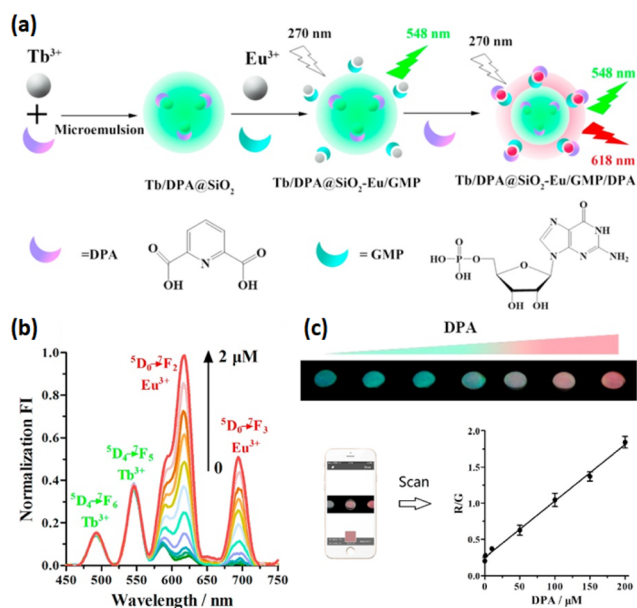 (a)
Tb³⁺
Eu³⁺
270 nm
548 nm
270 nm
548 nm
+
Microemulsion
618 nm
Tb/DPA@SiO₂
Tb/DPA@SiO₂-Eu/GMP
Tb/DPA@SiO₂-Eu/GMP/DPA
=DPA
O O
N
OH OH
=GMP
O
N NH
N N NH₂
O
HO-P-O
OH
O
OH OH
(b)
Normalization FI
1.0
0.8
0.6
0.4
0.2
0.0
⁵D₀→⁷F₂
Eu³⁺
2 μM
0
⁵D₀→⁷F₃
Eu³⁺
⁵D₄→⁷F₅
Tb³⁺
⁵D₄→⁷F₆
Tb³⁺
450 500 550 600 650 700 750
Wavelength / nm
(c)
DPA
Scan
R/G
2.0
1.5
1.0
0.5
0.0
0 50 100 150 200
DPA / μM